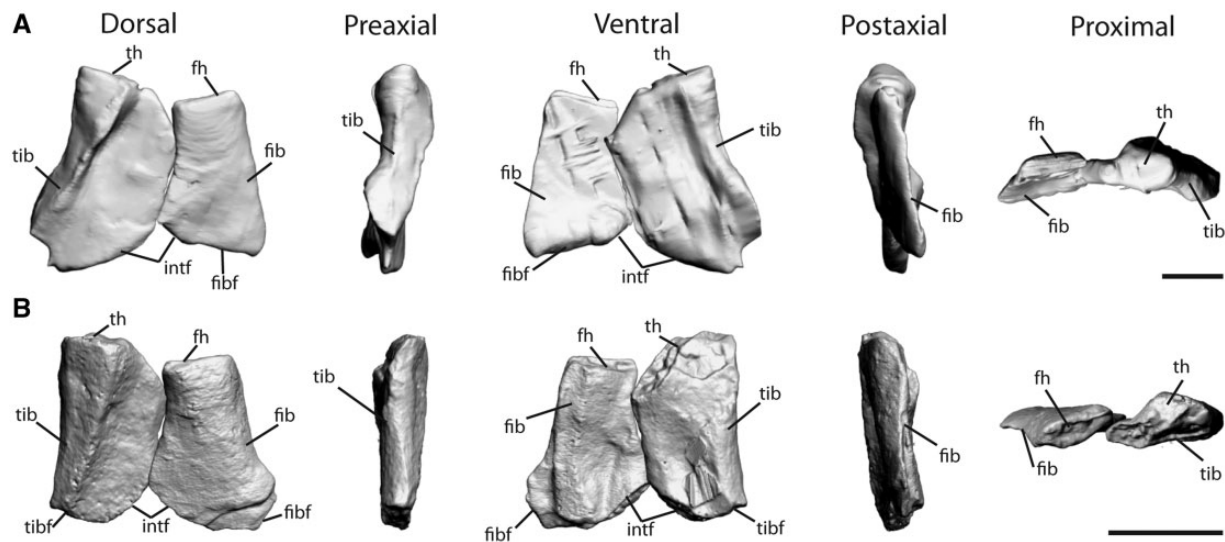 A
Dorsal
Preaxial
Ventral
Postaxial
Proximal
th
fh
tib
fib
intf
fibf
tib
fh
th
tib
fib
fibf
intf
fib
fh
th
fib
tib
B
th
fh
tib
fib
tibf
intf
fibf
tib
fh
th
fib
tib
fibf
intf
tibf
fib
fh
th
fib
tib